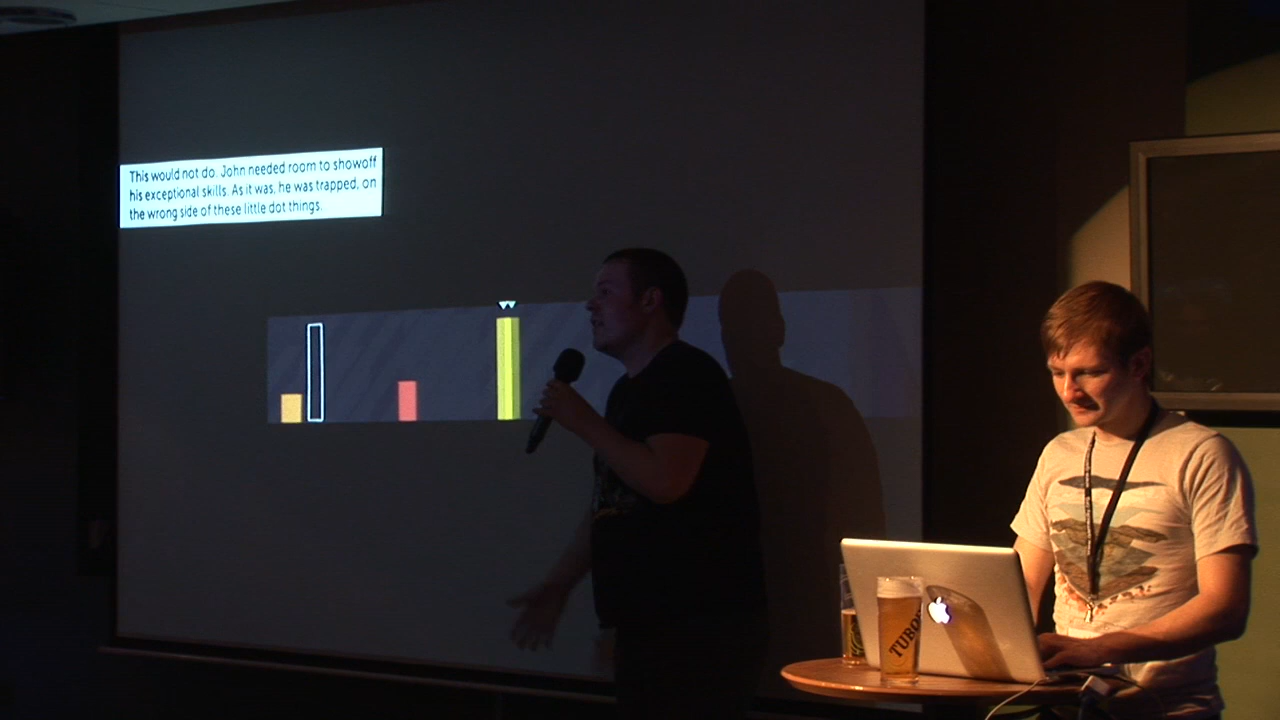 This would not do. John needed room to showoff
his exceptional skills. As it was, he was trapped, on
the wrong side of these little dot things.
TUBO